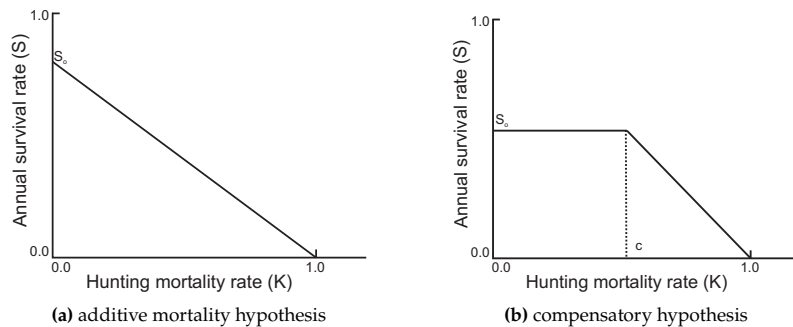 1.0
Annual survival rate (S)
S₀
0.0
0.0
1.0
Hunting mortality rate (K)
(a) additive mortality hypothesis
1.0
Annual survival rate (S)
S₀
0.0
0.0
c
1.0
Hunting mortality rate (K)
(b) compensatory hypothesis